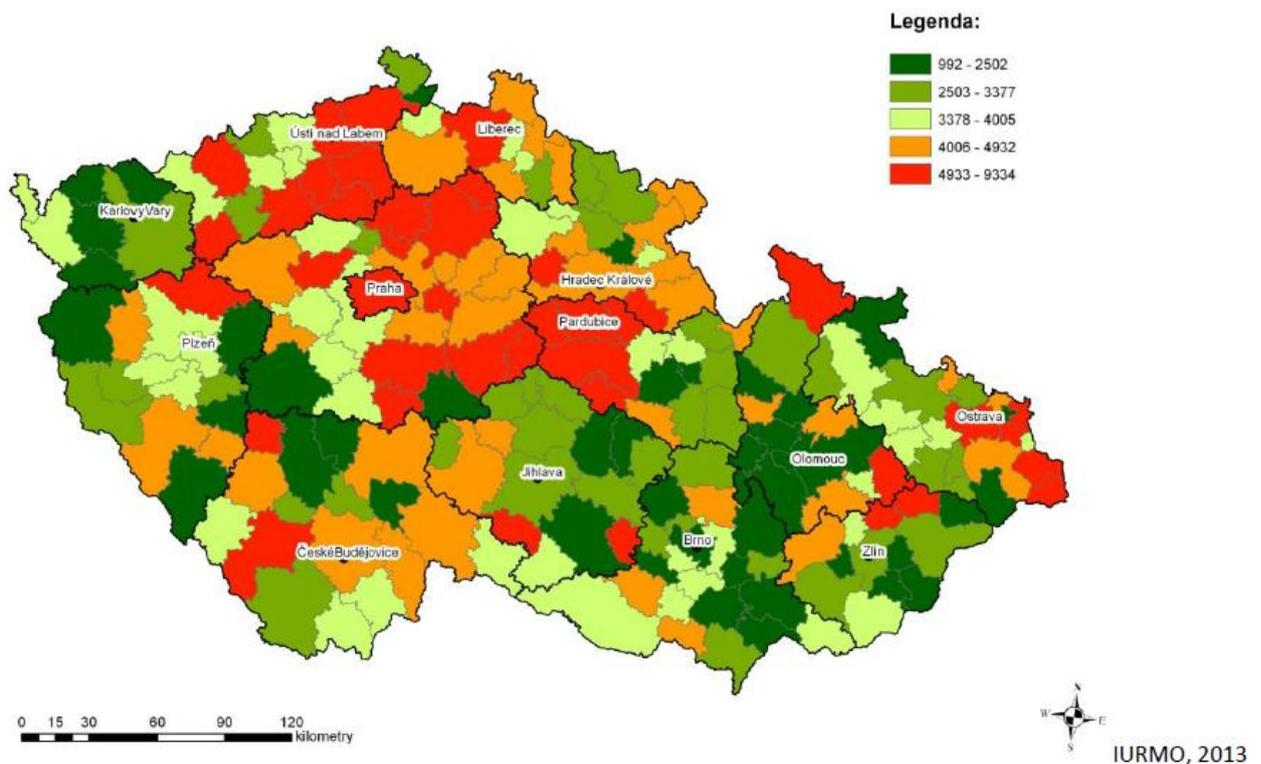 Legenda:
992 - 2502
2503 - 3377
3378 - 4005
4006 - 4932
4933 - 9334
Ústí nad Labem
Liberec
KarlovyVary
Praha
Hradec Králové
Pardubice
Plzeň
Ostrava
Olomouc
Jihlava
Brno
ČeskéBudějovice
Zlín
0 15 30 60 90 120
kilometry
N
W E
S
IURMO, 2013